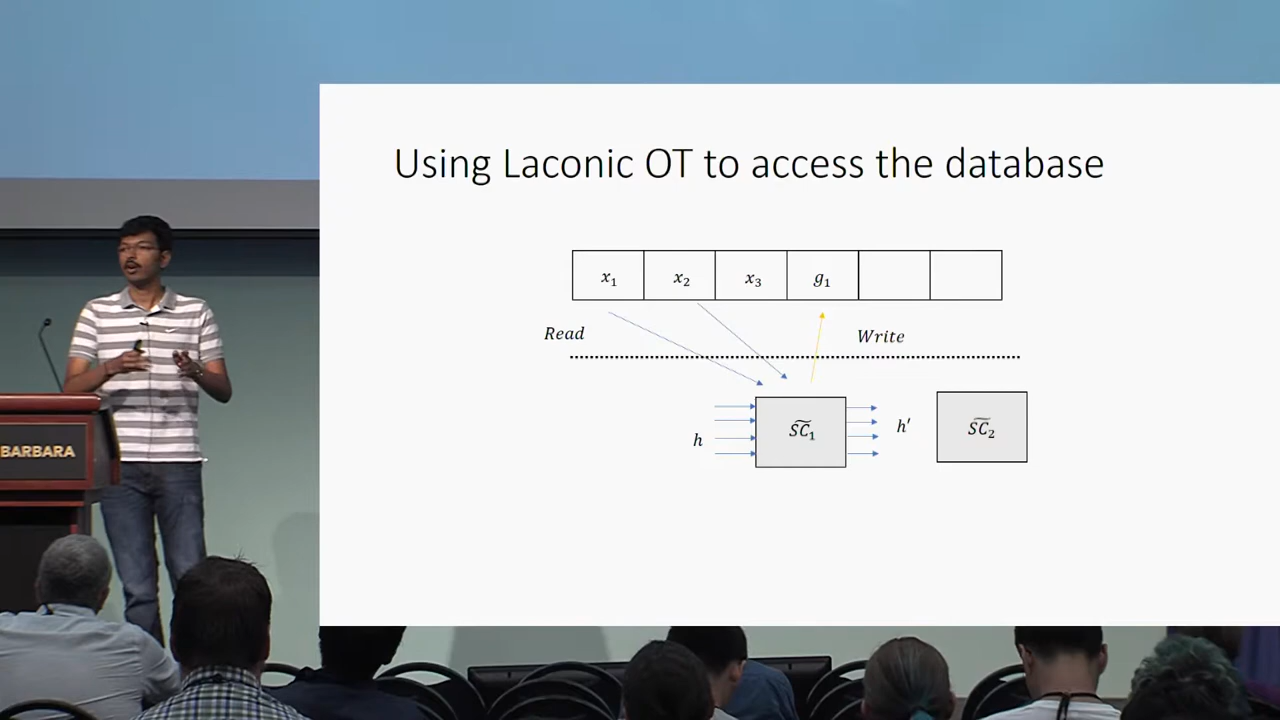 Using Laconic OT to access the database
x₁ x₂ x₃ g₁
Read
Write
h
S͠C₁
h′
S͠C₂
BARBARA